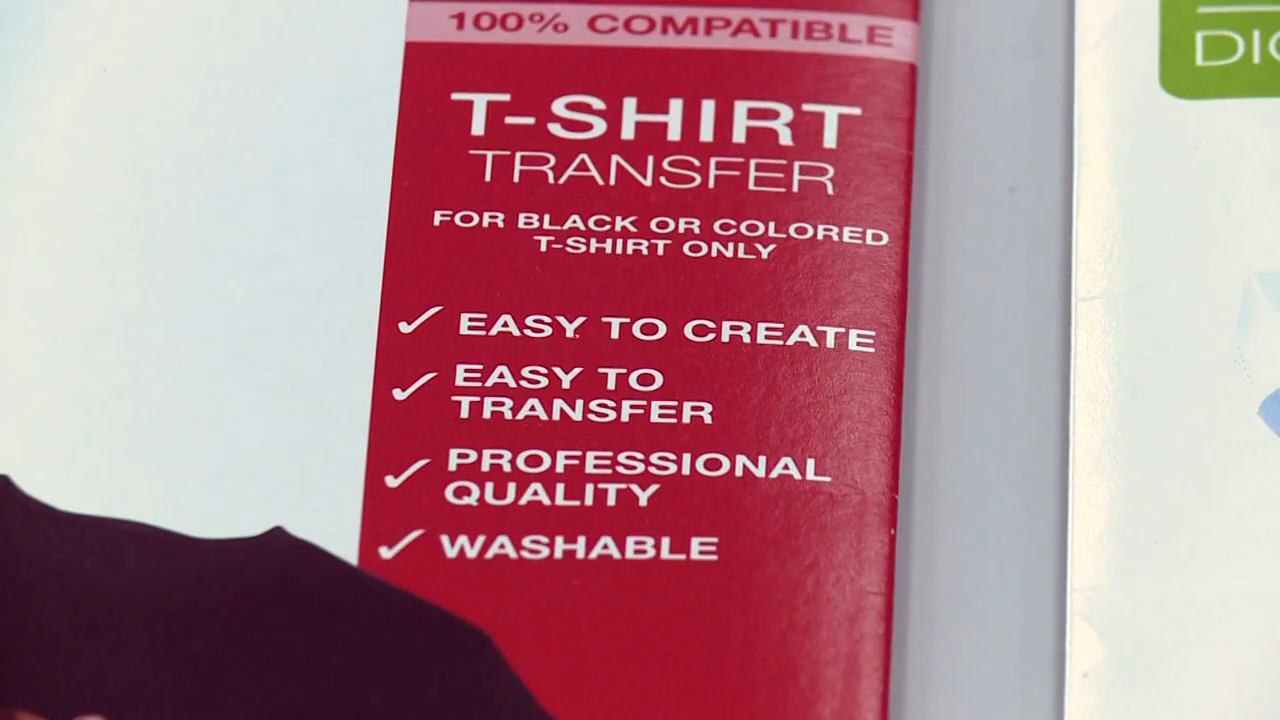 100% COMPATIBLE
T-SHIRT
TRANSFER
FOR BLACK OR COLORED
T-SHIRT ONLY
✓ EASY TO CREATE
✓ EASY TO
TRANSFER
✓ PROFESSIONAL
QUALITY
✓ WASHABLE